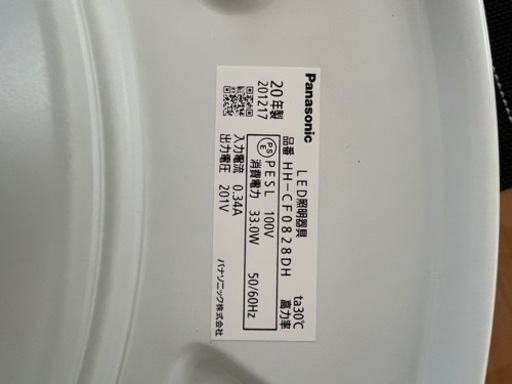 Panasonic
LED照明器具 ta30℃
品番 HH-CF0828DH 高力率
PSE PESL 100V 50/60Hz
消費電力 33.0W
入力電流 0.34A
出力電圧 201V
20年製
201217
パナソニック株式会社